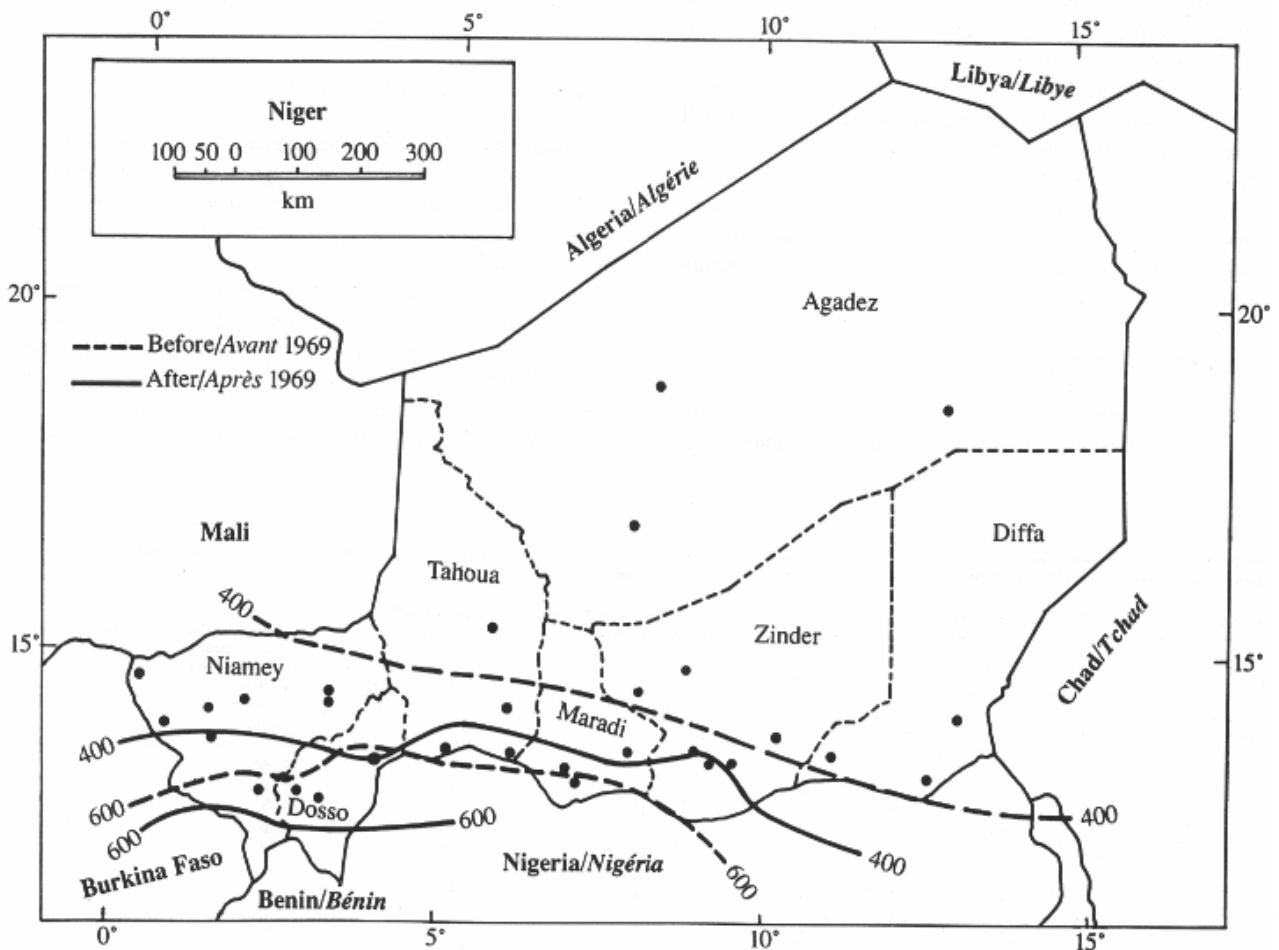 0° 5° 10° 15°
Libya/Libye
Niger
100 50 0 100 200 300
km
Algeria/Algérie
20° 20°
Agadez
Before/Avant 1969
After/Après 1969
Mali
Diffa
Tahoua
400
Zinder
15° 15°
Niamey
Chad/Tchad
Maradi
400
600
Dosso
600
600
400
400
600
Burkina Faso
Nigeria/Nigéria
Benin/Bénin
0° 5° 10° 15°